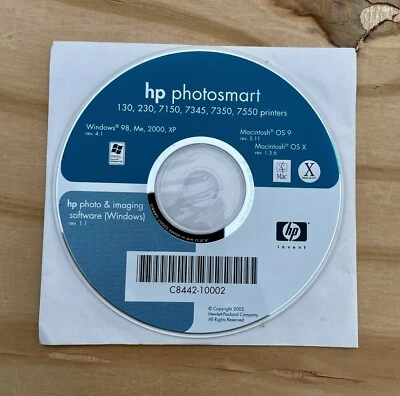 hp photosmart
130, 230, 7150, 7345, 7350, 7550 printers
Windows® 98, Me, 2000, XP
rev. 4.1
Macintosh® OS 9
rev. 5.11
Macintosh® OS X
rev. 1.3.6
Mac
X
hp photo & imaging
software (Windows)
rev. 1.1
hp
invent
C8442-10002
© Copyright 2002
Hewlett-Packard Company
All Rights Reserved